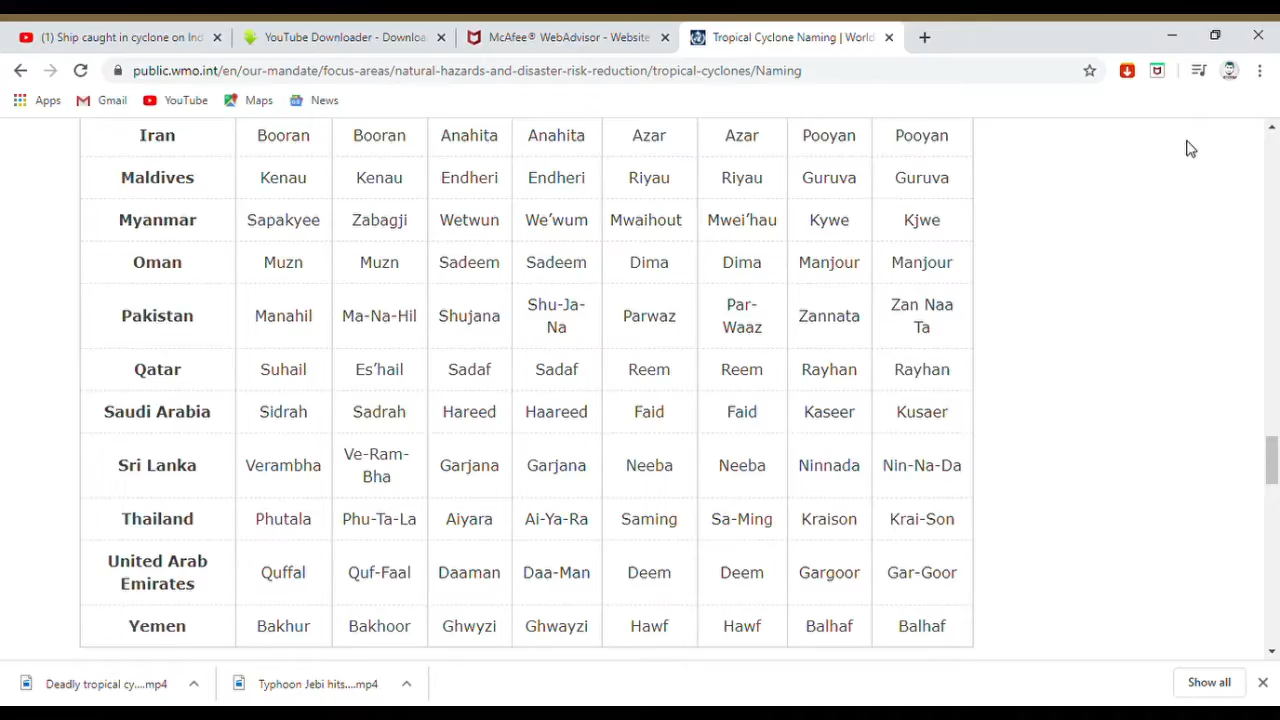 (1) Ship caught in cyclone on Ind
YouTube Downloader - Downloa
McAfee® WebAdvisor - Website
Tropical Cyclone Naming | World
public.wmo.int/en/our-mandate/focus-areas/natural-hazards-and-disaster-risk-reduction/tropical-cyclones/Naming
Apps Gmail YouTube Maps News
Iran Booran Booran Anahita Anahita Azar Azar Pooyan Pooyan
Maldives Kenau Kenau Endheri Endheri Riyau Riyau Guruva Guruva
Myanmar Sapakyee Zabagji Wetwun We’wum Mwaihout Mwei’hau Kywe Kjwe
Oman Muzn Muzn Sadeem Sadeem Dima Dima Manjour Manjour
Pakistan Manahil Ma-Na-Hil Shujana Shu-Ja-
Na Parwaz Par-
Waaz Zannata Zan Naa
Ta
Qatar Suhail Es’hail Sadaf Sadaf Reem Reem Rayhan Rayhan
Saudi Arabia Sidrah Sadrah Hareed Haareed Faid Faid Kaseer Kusaer
Sri Lanka Verambha Ve-Ram-
Bha Garjana Garjana Neeba Neeba Ninnada Nin-Na-Da
Thailand Phutala Phu-Ta-La Aiyara Ai-Ya-Ra Saming Sa-Ming Kraison Krai-Son
United Arab
Emirates Quffal Quf-Faal Daaman Daa-Man Deem Deem Gargoor Gar-Goor
Yemen Bakhur Bakhoor Ghwyzi Ghwayzi Hawf Hawf Balhaf Balhaf
Deadly tropical cy....mp4
Typhoon Jebi hits....mp4
Show all